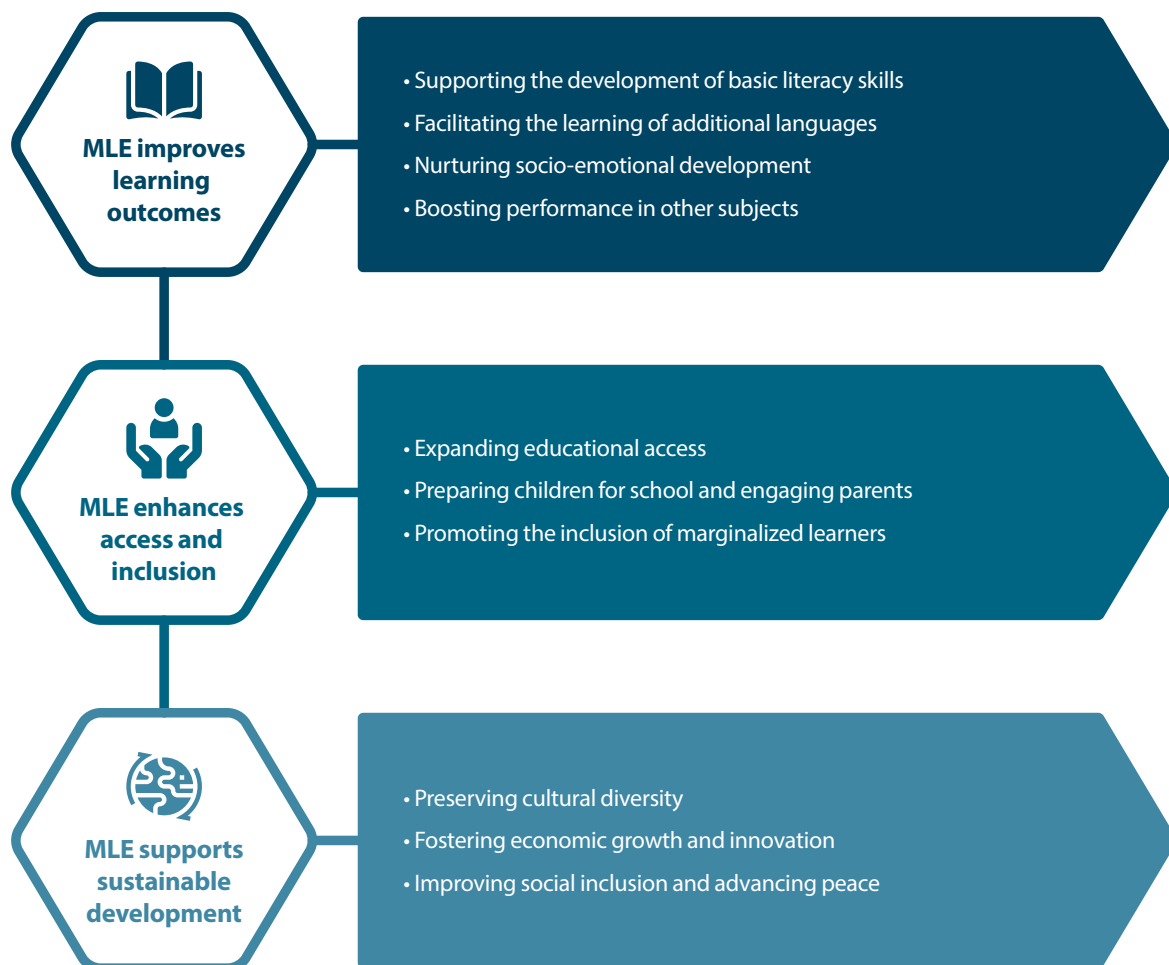 MLE improves
learning
outcomes
• Supporting the development of basic literacy skills
• Facilitating the learning of additional languages
• Nurturing socio-emotional development
• Boosting performance in other subjects
MLE enhances
access and
inclusion
• Expanding educational access
• Preparing children for school and engaging parents
• Promoting the inclusion of marginalized learners
MLE supports
sustainable
development
• Preserving cultural diversity
• Fostering economic growth and innovation
• Improving social inclusion and advancing peace